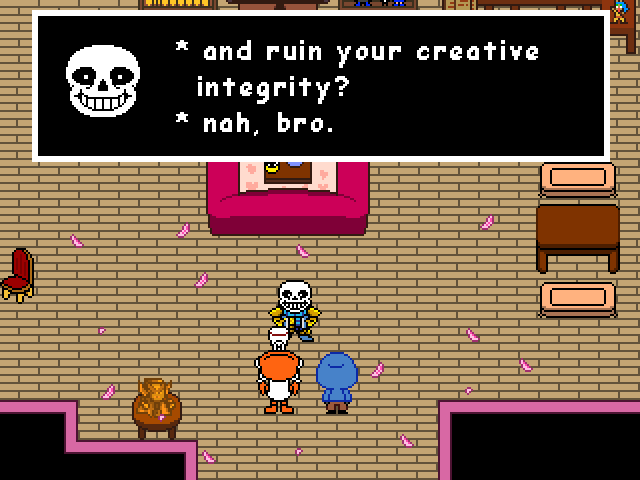 * and ruin your creative
integrity?
* nah, bro.